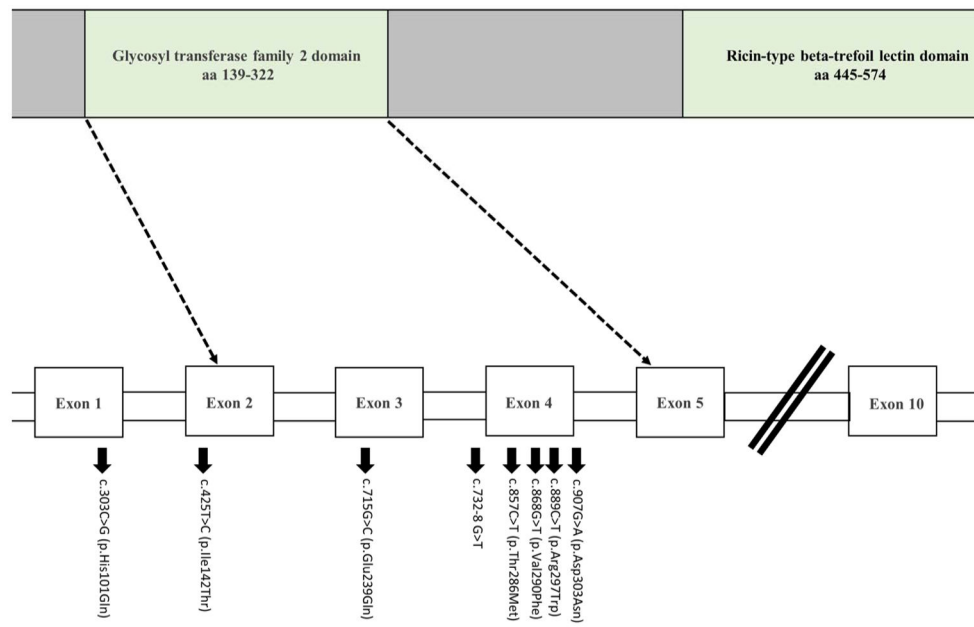 Glycosyl transferase family 2 domain
aa 139-322
Ricin-type beta-trefoil lectin domain
aa 445-574
Exon 1
Exon 2
Exon 3
Exon 4
Exon 5
Exon 10
c.303C>G (p.His101Gln)
c.425T>C (p.Ile142Thr)
c.715G>C (p.Glu239Gln)
c.732-8 G>T
c.857C>T (p.Thr286Met)
c.868G>T (p.Val290Phe)
c.889C>T (p.Arg297Trp)
c.907G>A (p.Asp303Asn)